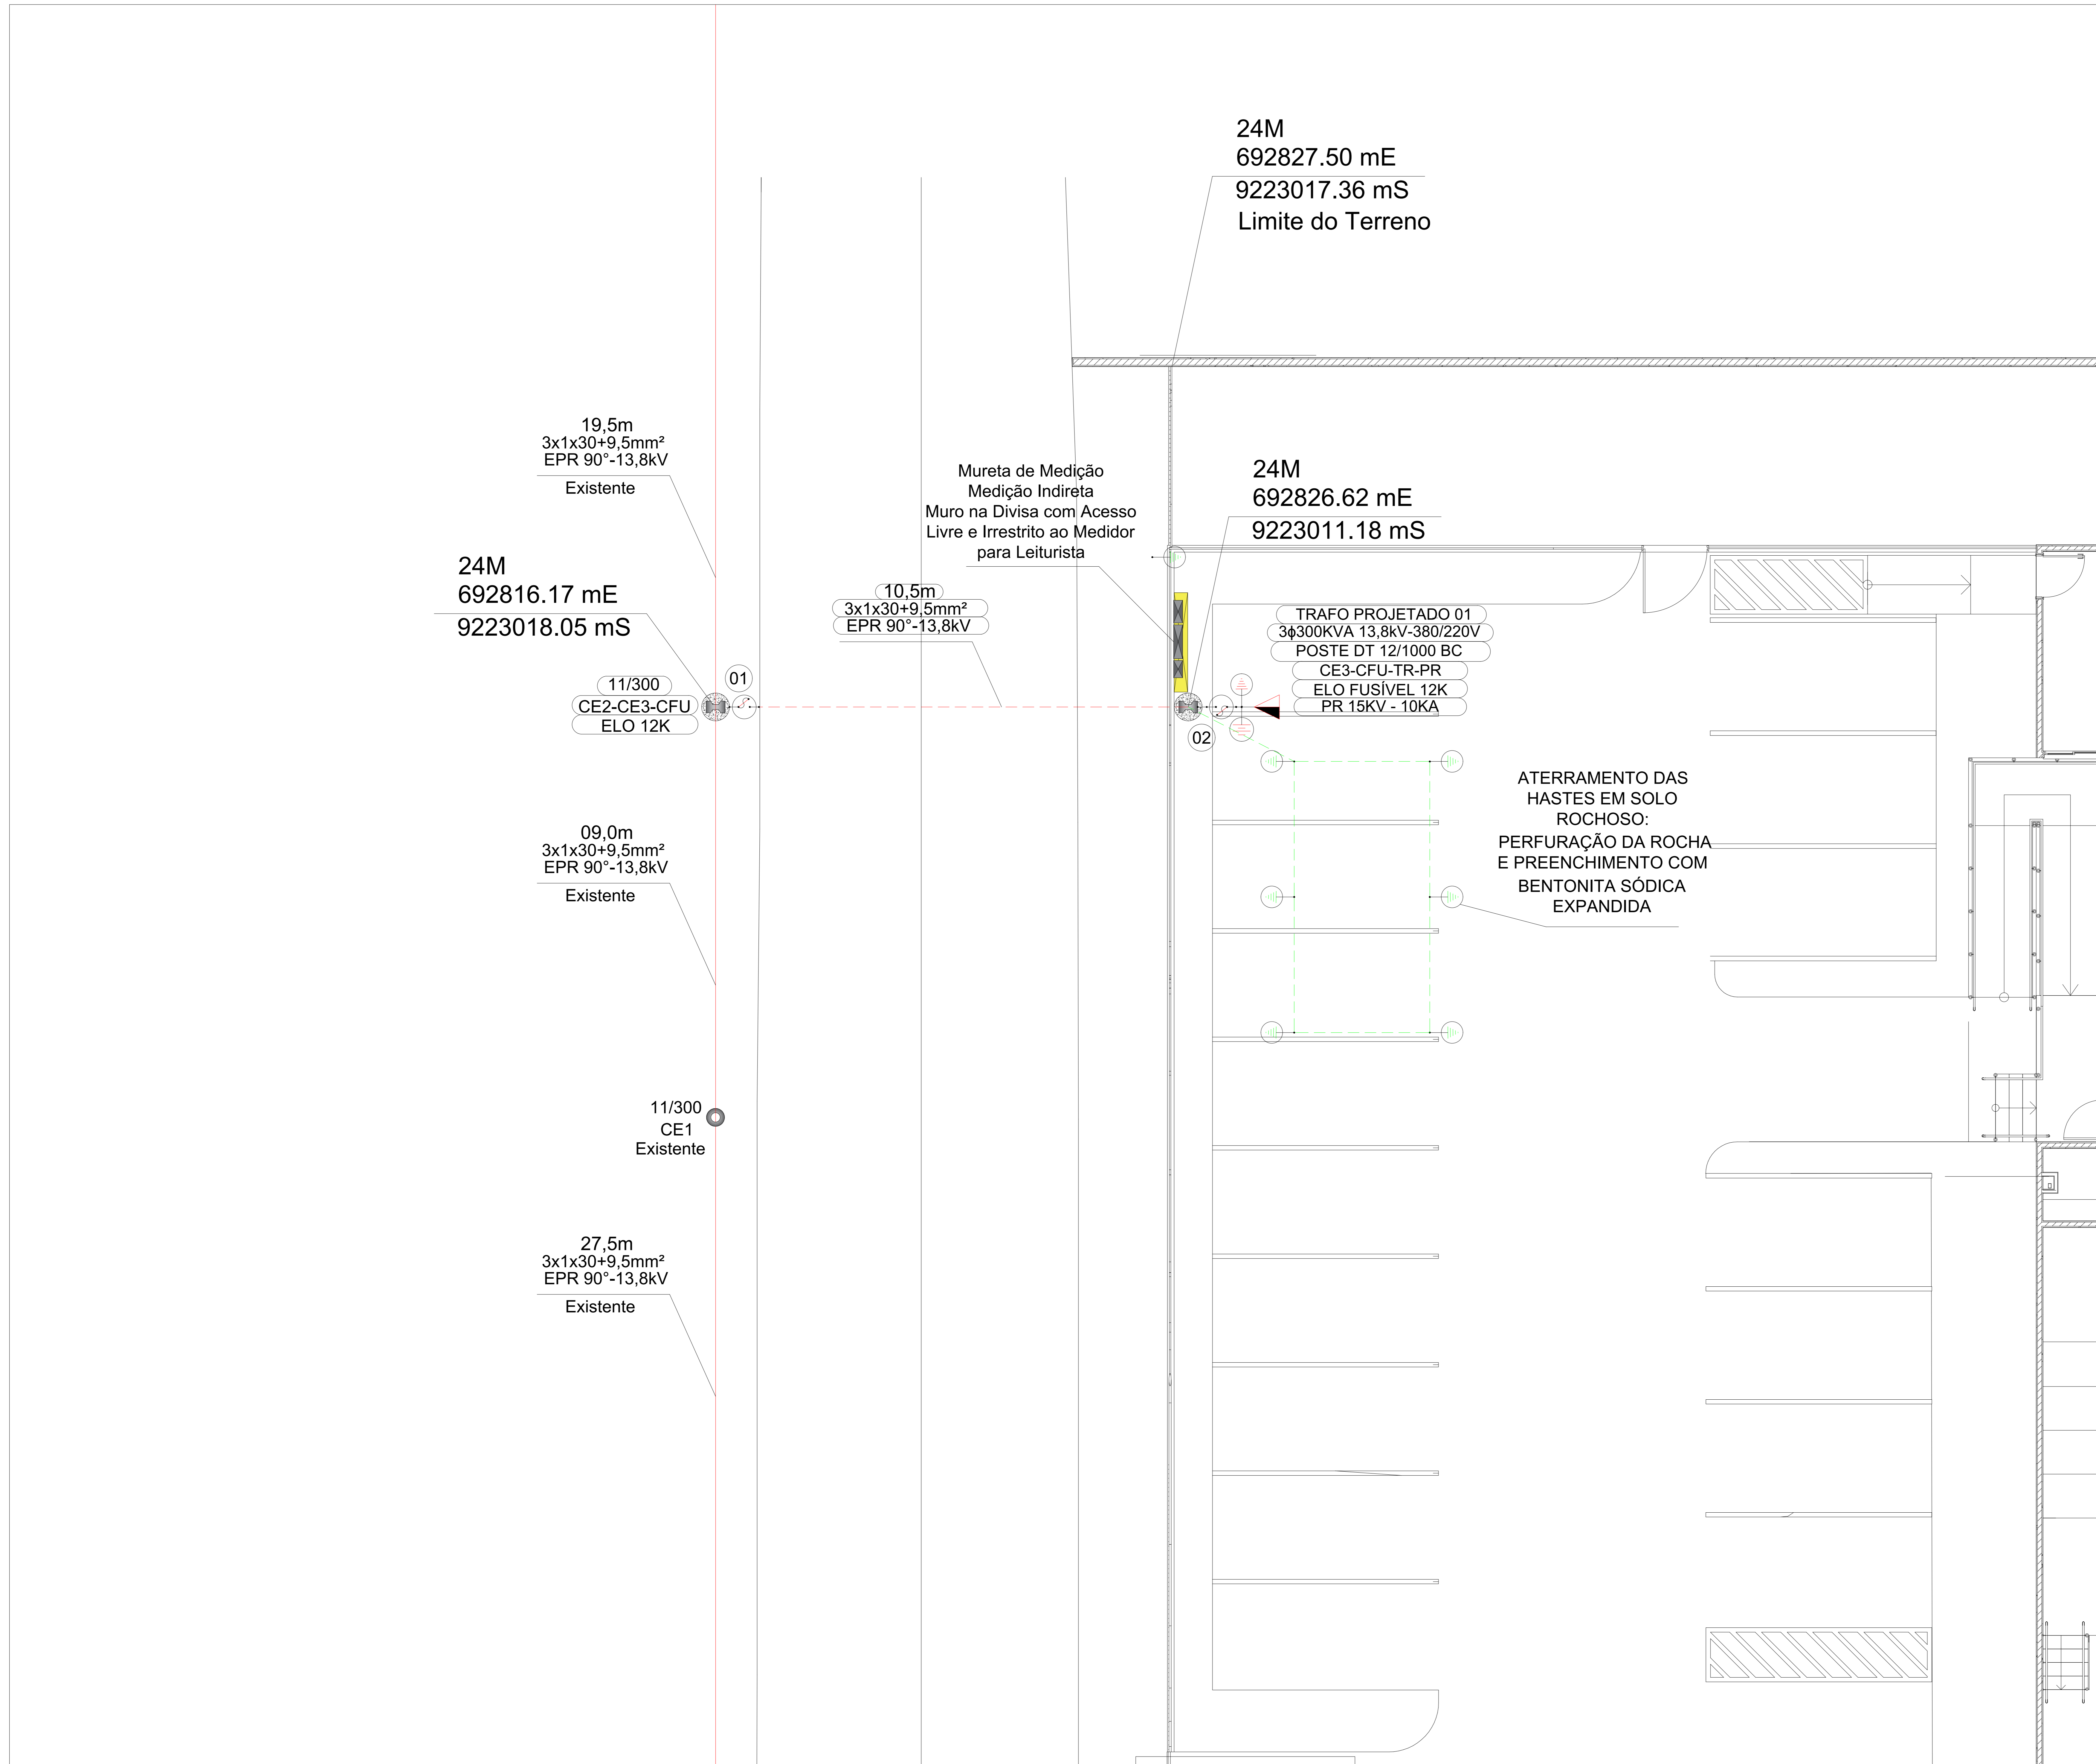 24M
692827.50 mE
9223017.36 mS
Limite do Terreno
19,5m
3x1x30+9,5mm²
EPR 90°-13,8kV
Existente
Mureta de Medição
Medição Indireta
Muro na Divisa com Acesso
Livre e Irrestrito ao Medidor
para Leiturista
24M
692826.62 mE
9223011.18 mS
24M
692816.17 mE
9223018.05 mS
10,5m
3x1x30+9,5mm²
EPR 90°-13,8kV
TRAFO PROJETADO 01
3ϕ300KVA 13,8kV-380/220V
POSTE DT 12/1000 BC
CE3-CFU-TR-PR
ELO FUSÍVEL 12K
PR 15KV - 10KA
01
11/300
CE2-CE3-CFU
ELO 12K
02
ATERRAMENTO DAS
HASTES EM SOLO
ROCHOSO:
PERFURAÇÃO DA ROCHA
E PREENCHIMENTO COM
BENTONITA SÓDICA
EXPANDIDA
09,0m
3x1x30+9,5mm²
EPR 90°-13,8kV
Existente
11/300
CE1
Existente
27,5m
3x1x30+9,5mm²
EPR 90°-13,8kV
Existente